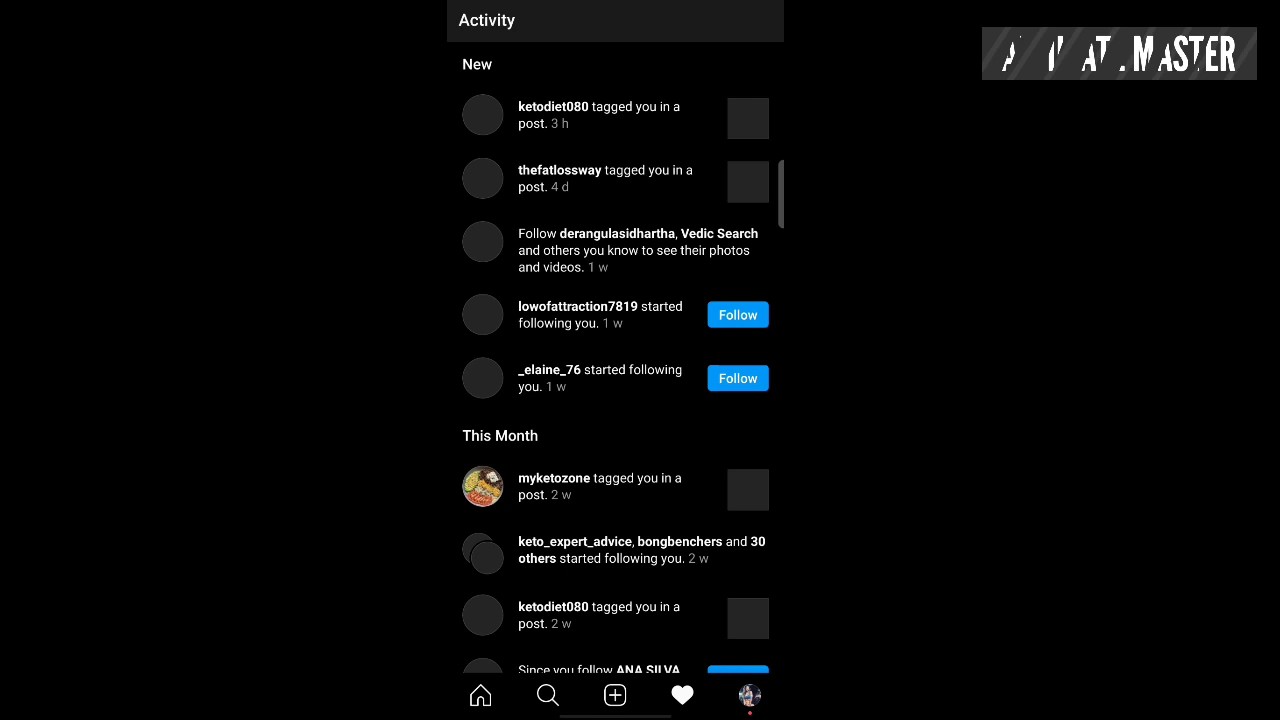 Activity
New
ketodiet080 tagged you in a
post. 3 h
thefatlossway tagged you in a
post. 4 d
Follow derangulasidhartha, Vedic Search
and others you know to see their photos
and videos. 1 w
lowofattraction7819 started
following you. 1 w
Follow
_elaine_76 started following
you. 1 w
Follow
This Month
myketozone tagged you in a
post. 2 w
keto_expert_advice, bongbenchers and 30
others started following you. 2 w
ketodiet080 tagged you in a
post. 2 w
Since you follow ANA SILVA
.MASTER